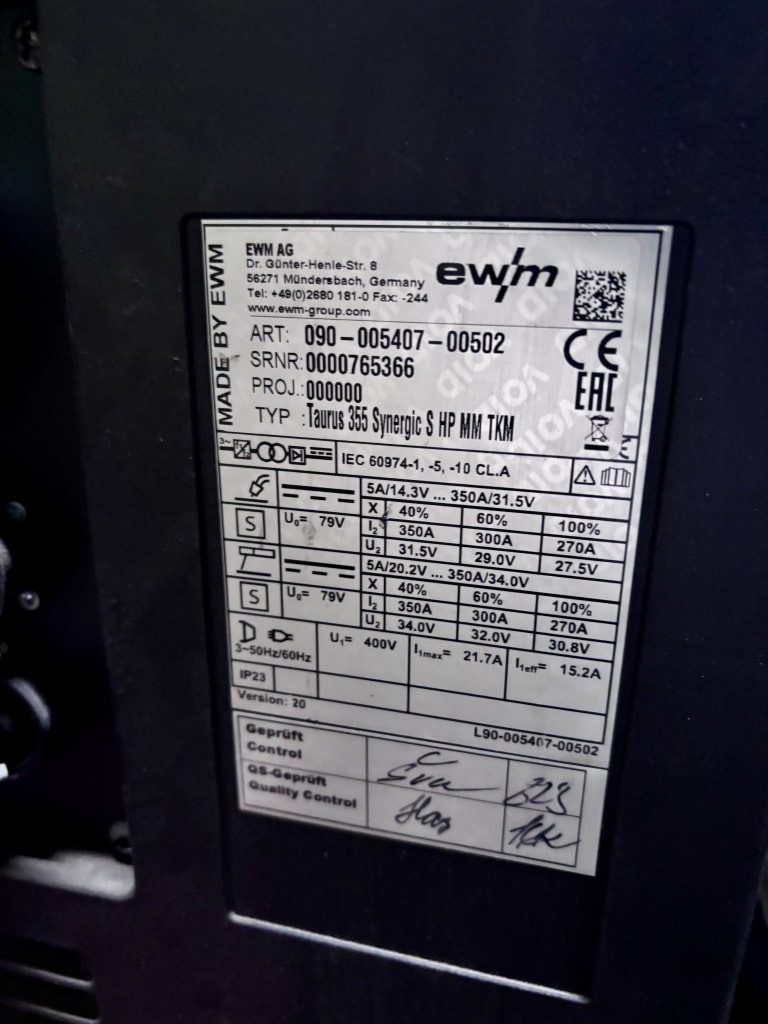 MADE BY EWM
EWM AG
Dr. Günter-Henle-Str. 8
56271 Mündersbach, Germany
Tel: +49(0)2680 181-0 Fax: -244
www.ewm-group.com
ewm
ART: 090-005407-00502
SRNR: 0000765366
PROJ.: 000000
TYP : Taurus 355 Synergic S HP MM TKM
CE
EAC
VOID VOID VOID
3~ IEC 60974-1, -5, -10 CL.A
5A/14.3V ... 350A/31.5V
X 40% 60% 100%
S U₀= 79V I₂ 350A 300A 270A
U₂ 31.5V 29.0V 27.5V
5A/20.2V ... 350A/34.0V
X 40% 60% 100%
S U₀= 79V I₂ 350A 300A 270A
U₂ 34.0V 32.0V 30.8V
3~50Hz/60Hz U₁= 400V I₁max= 21.7A I₁eff= 15.2A
IP23
Version: 20 L90-005407-00502
Geprüft
Control
QS-Geprüft
Quality Control